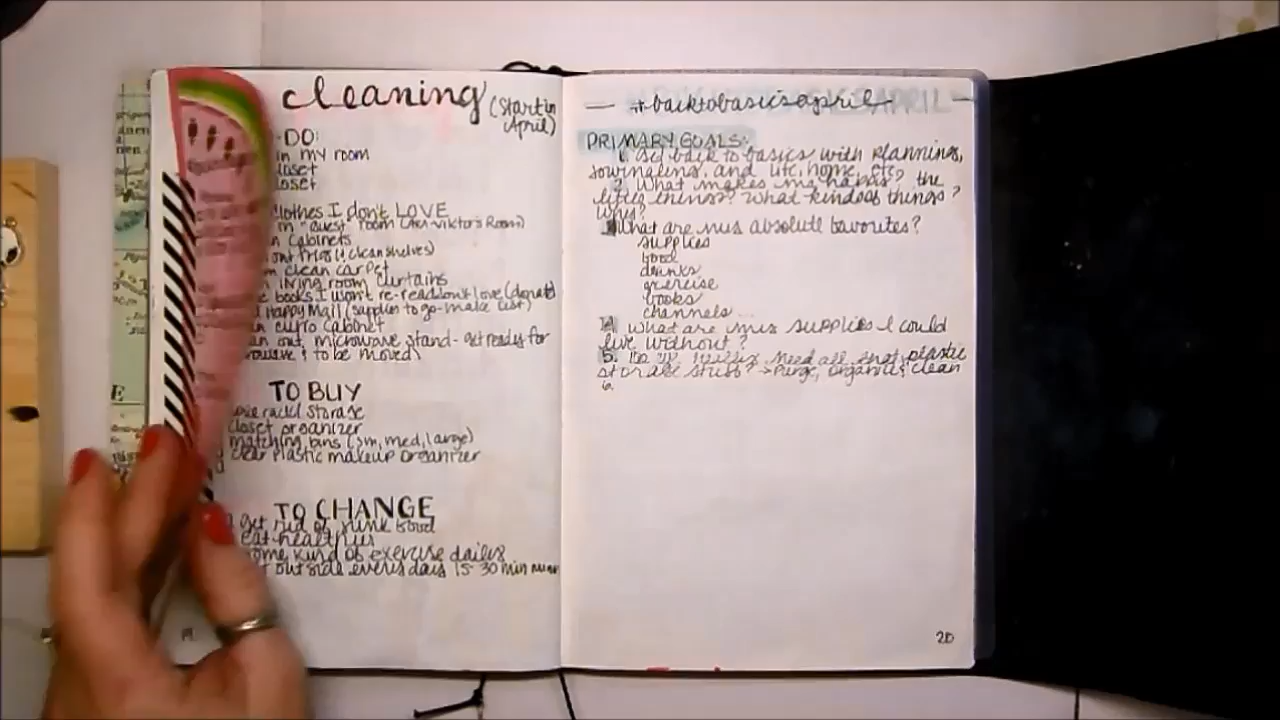 cleaning (Start in April)
DO:
in my room
closet
closet
clothes I don't LOVE
in "guest" room (AKA-Viktor's Room)
n cabinets
clean shelves)
m clean carpet
living room curtains
books I won't re-read/don't love (donate)
Happy Mail (supplies to go-make list)
cabinet
out, microwave stand- get ready for
to be moved)
TO BUY
rack/storage
closet organizer
matching bins (sm, med, large)
clear plastic makeup organizer
TO CHANGE
get rid of junk food
eat healthier
some kind of exercise daily
outside every day 15-30 min
#backtobasicsapril
PRIMARY GOALS:
1. Get back to basics with planning,
journaling, and life, home, etc.
2. What makes me happy? the
little things? What kinds of things?
Why?
What are my absolute favorites?
supplies
food
drinks
exercise
books
channels...
4. What are my supplies I could
live without?
5. Do I need all that plastic
storage stuff? → Purge, organize, clean
6.
20